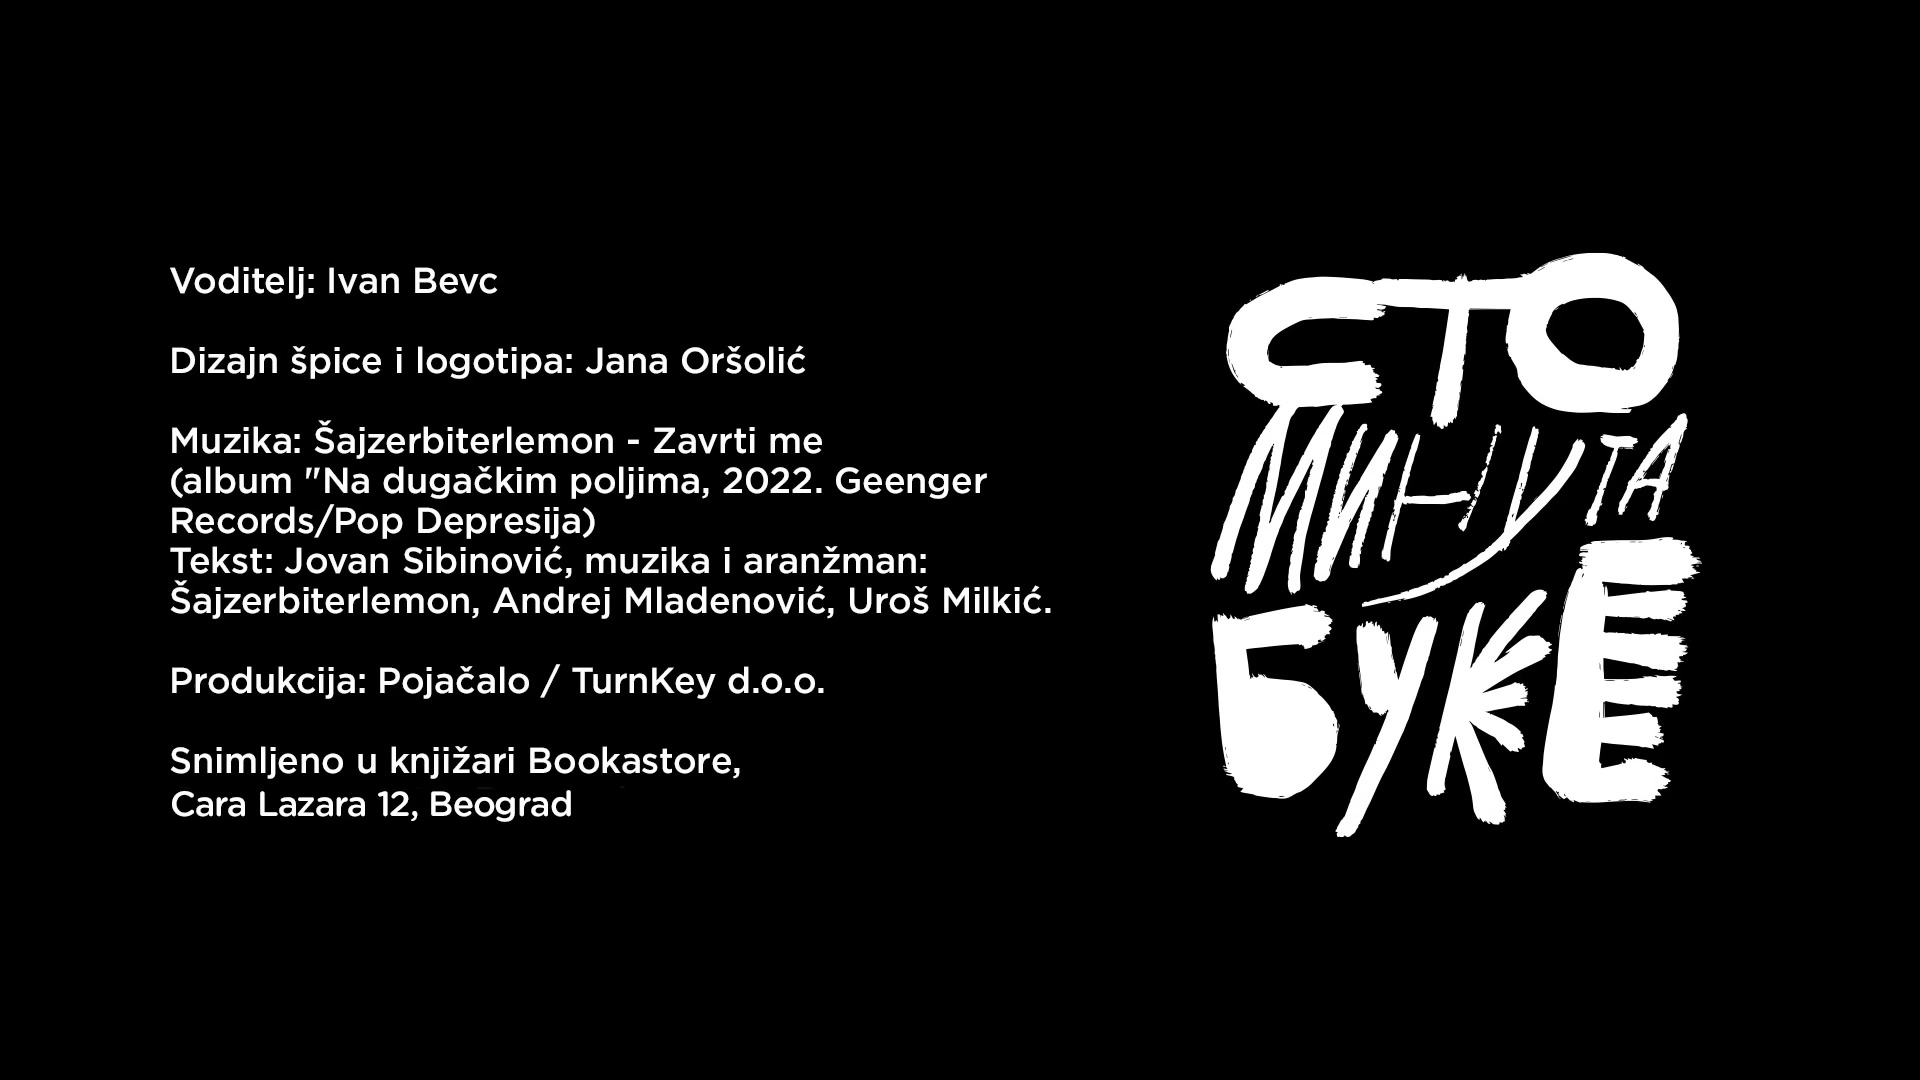 Voditelj: Ivan Bevc
Dizajn špice i logotipa: Jana Oršolić
Muzika: Šajzerbiterlemon - Zavrti me
(album "Na dugačkim poljima, 2022. Geenger
Records/Pop Depresija)
Tekst: Jovan Sibinović, muzika i aranžman:
Šajzerbiterlemon, Andrej Mladenović, Uroš Milkić.
Produkcija: Pojačalo / TurnKey d.o.o.
Snimljeno u knjižari Bookastore,
Cara Lazara 12, Beograd
СТО
МИНУТА
БУКЕ